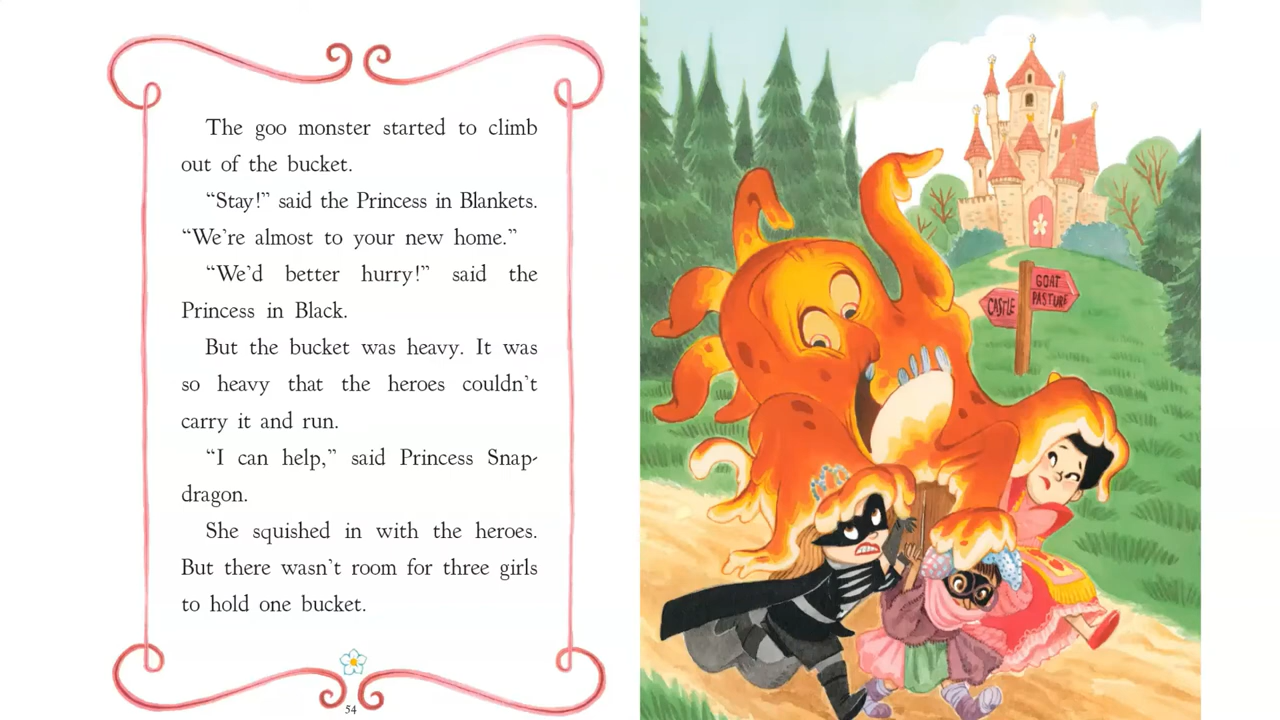 The goo monster started to climb
out of the bucket.
“Stay!” said the Princess in Blankets.
“We’re almost to your new home.”
“We’d better hurry!” said the
Princess in Black.
But the bucket was heavy. It was
so heavy that the heroes couldn’t
carry it and run.
“I can help,” said Princess Snap-
dragon.
She squished in with the heroes.
But there wasn’t room for three girls
to hold one bucket.
54
CASTLE
GOAT
PASTURE